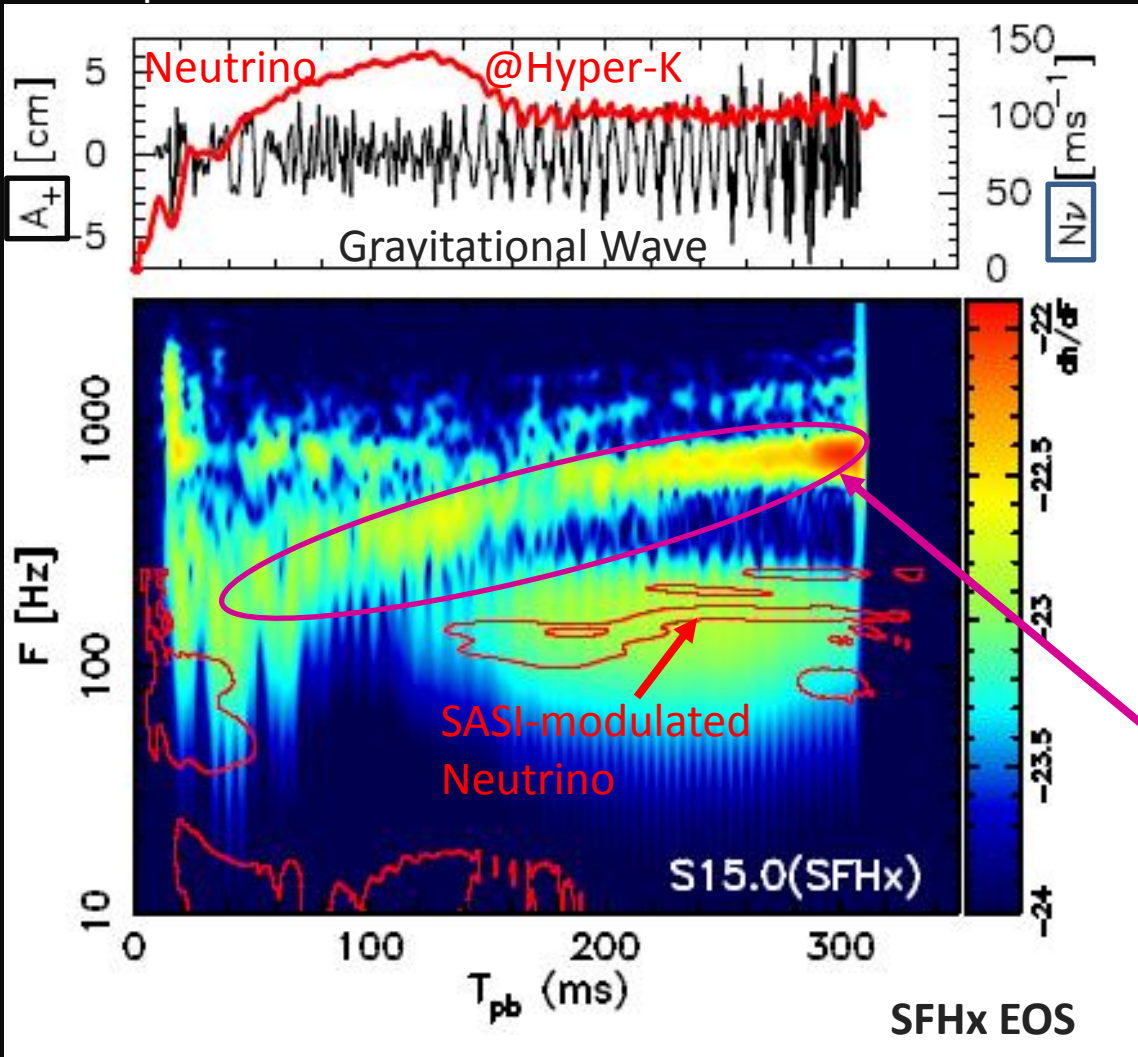 Neutrino @Hyper-K
A+ [cm]
5
0
-5
150
100
50
0
Nν [ms⁻¹]
Gravitational Wave
F [Hz]
1000
100
10
SASI-modulated
Neutrino
S15.0(SFHx)
0 100 200 300
Tpb (ms)
-22
-22.5
-23
-23.5
-24
dh/dF
SFHx EOS